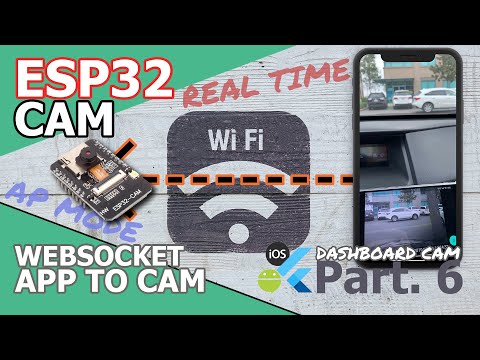 ESP32
CAM
REAL TIME
Wi Fi
AP MODE
ESP32-CAM
WEBSOCKET
APP TO CAM
iOS
DASHBOARD CAM
Part. 6